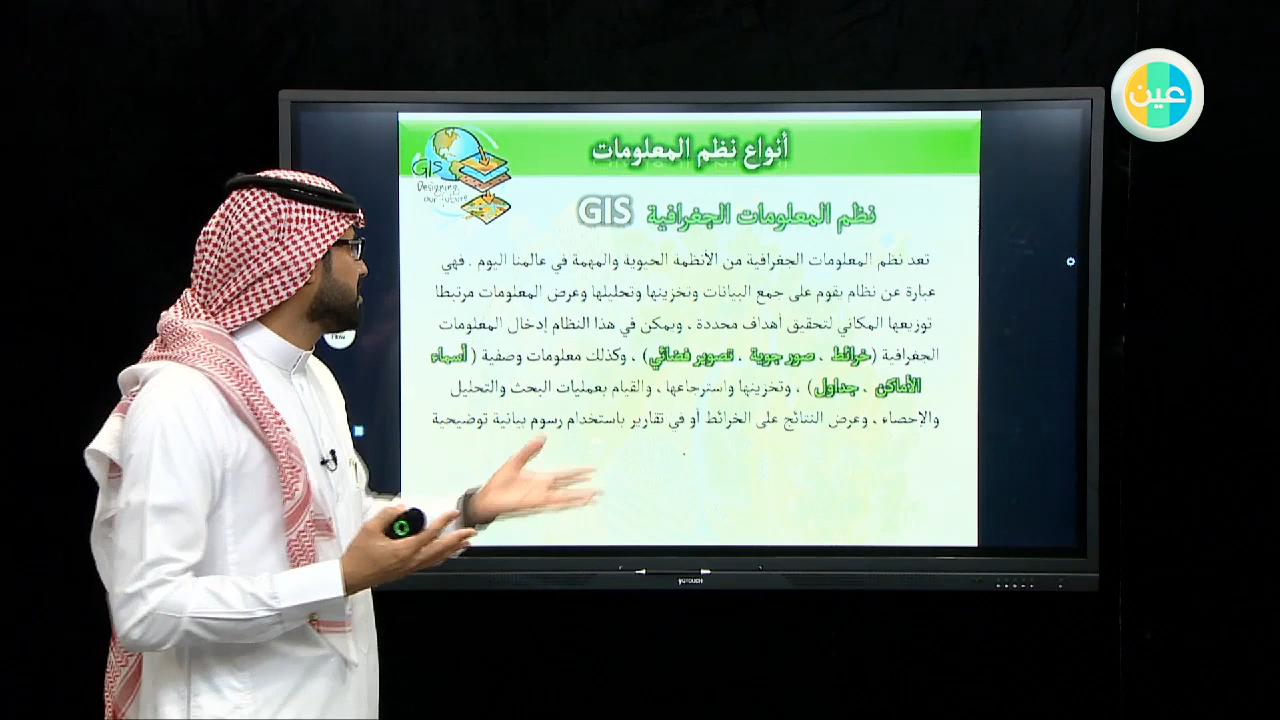 عين
أنواع نظم المعلومات
GIS
Designing
our future
نظم المعلومات الجغرافية GIS
تعد نظم المعلومات الجغرافية من الأنظمة الحيوية والمهمة في عالمنا اليوم . فهي
عبارة عن نظام يقوم على جمع البيانات وتخزينها وتحليلها وعرض المعلومات مرتبطا
توزيعها المكاني لتحقيق أهداف محددة ، ويمكن في هذا النظام إدخال المعلومات
الجغرافية (خرائط ، صور جوية ، تصوير فضائي) ، وكذلك معلومات وصفية ( أسماء
الأماكن ، جداول) ، وتخزينها واسترجاعها ، والقيام بعمليات البحث والتحليل
والإحصاء ، وعرض النتائج على الخرائط أو في تقارير باستخدام رسوم بيانية توضيحية
.
Flow